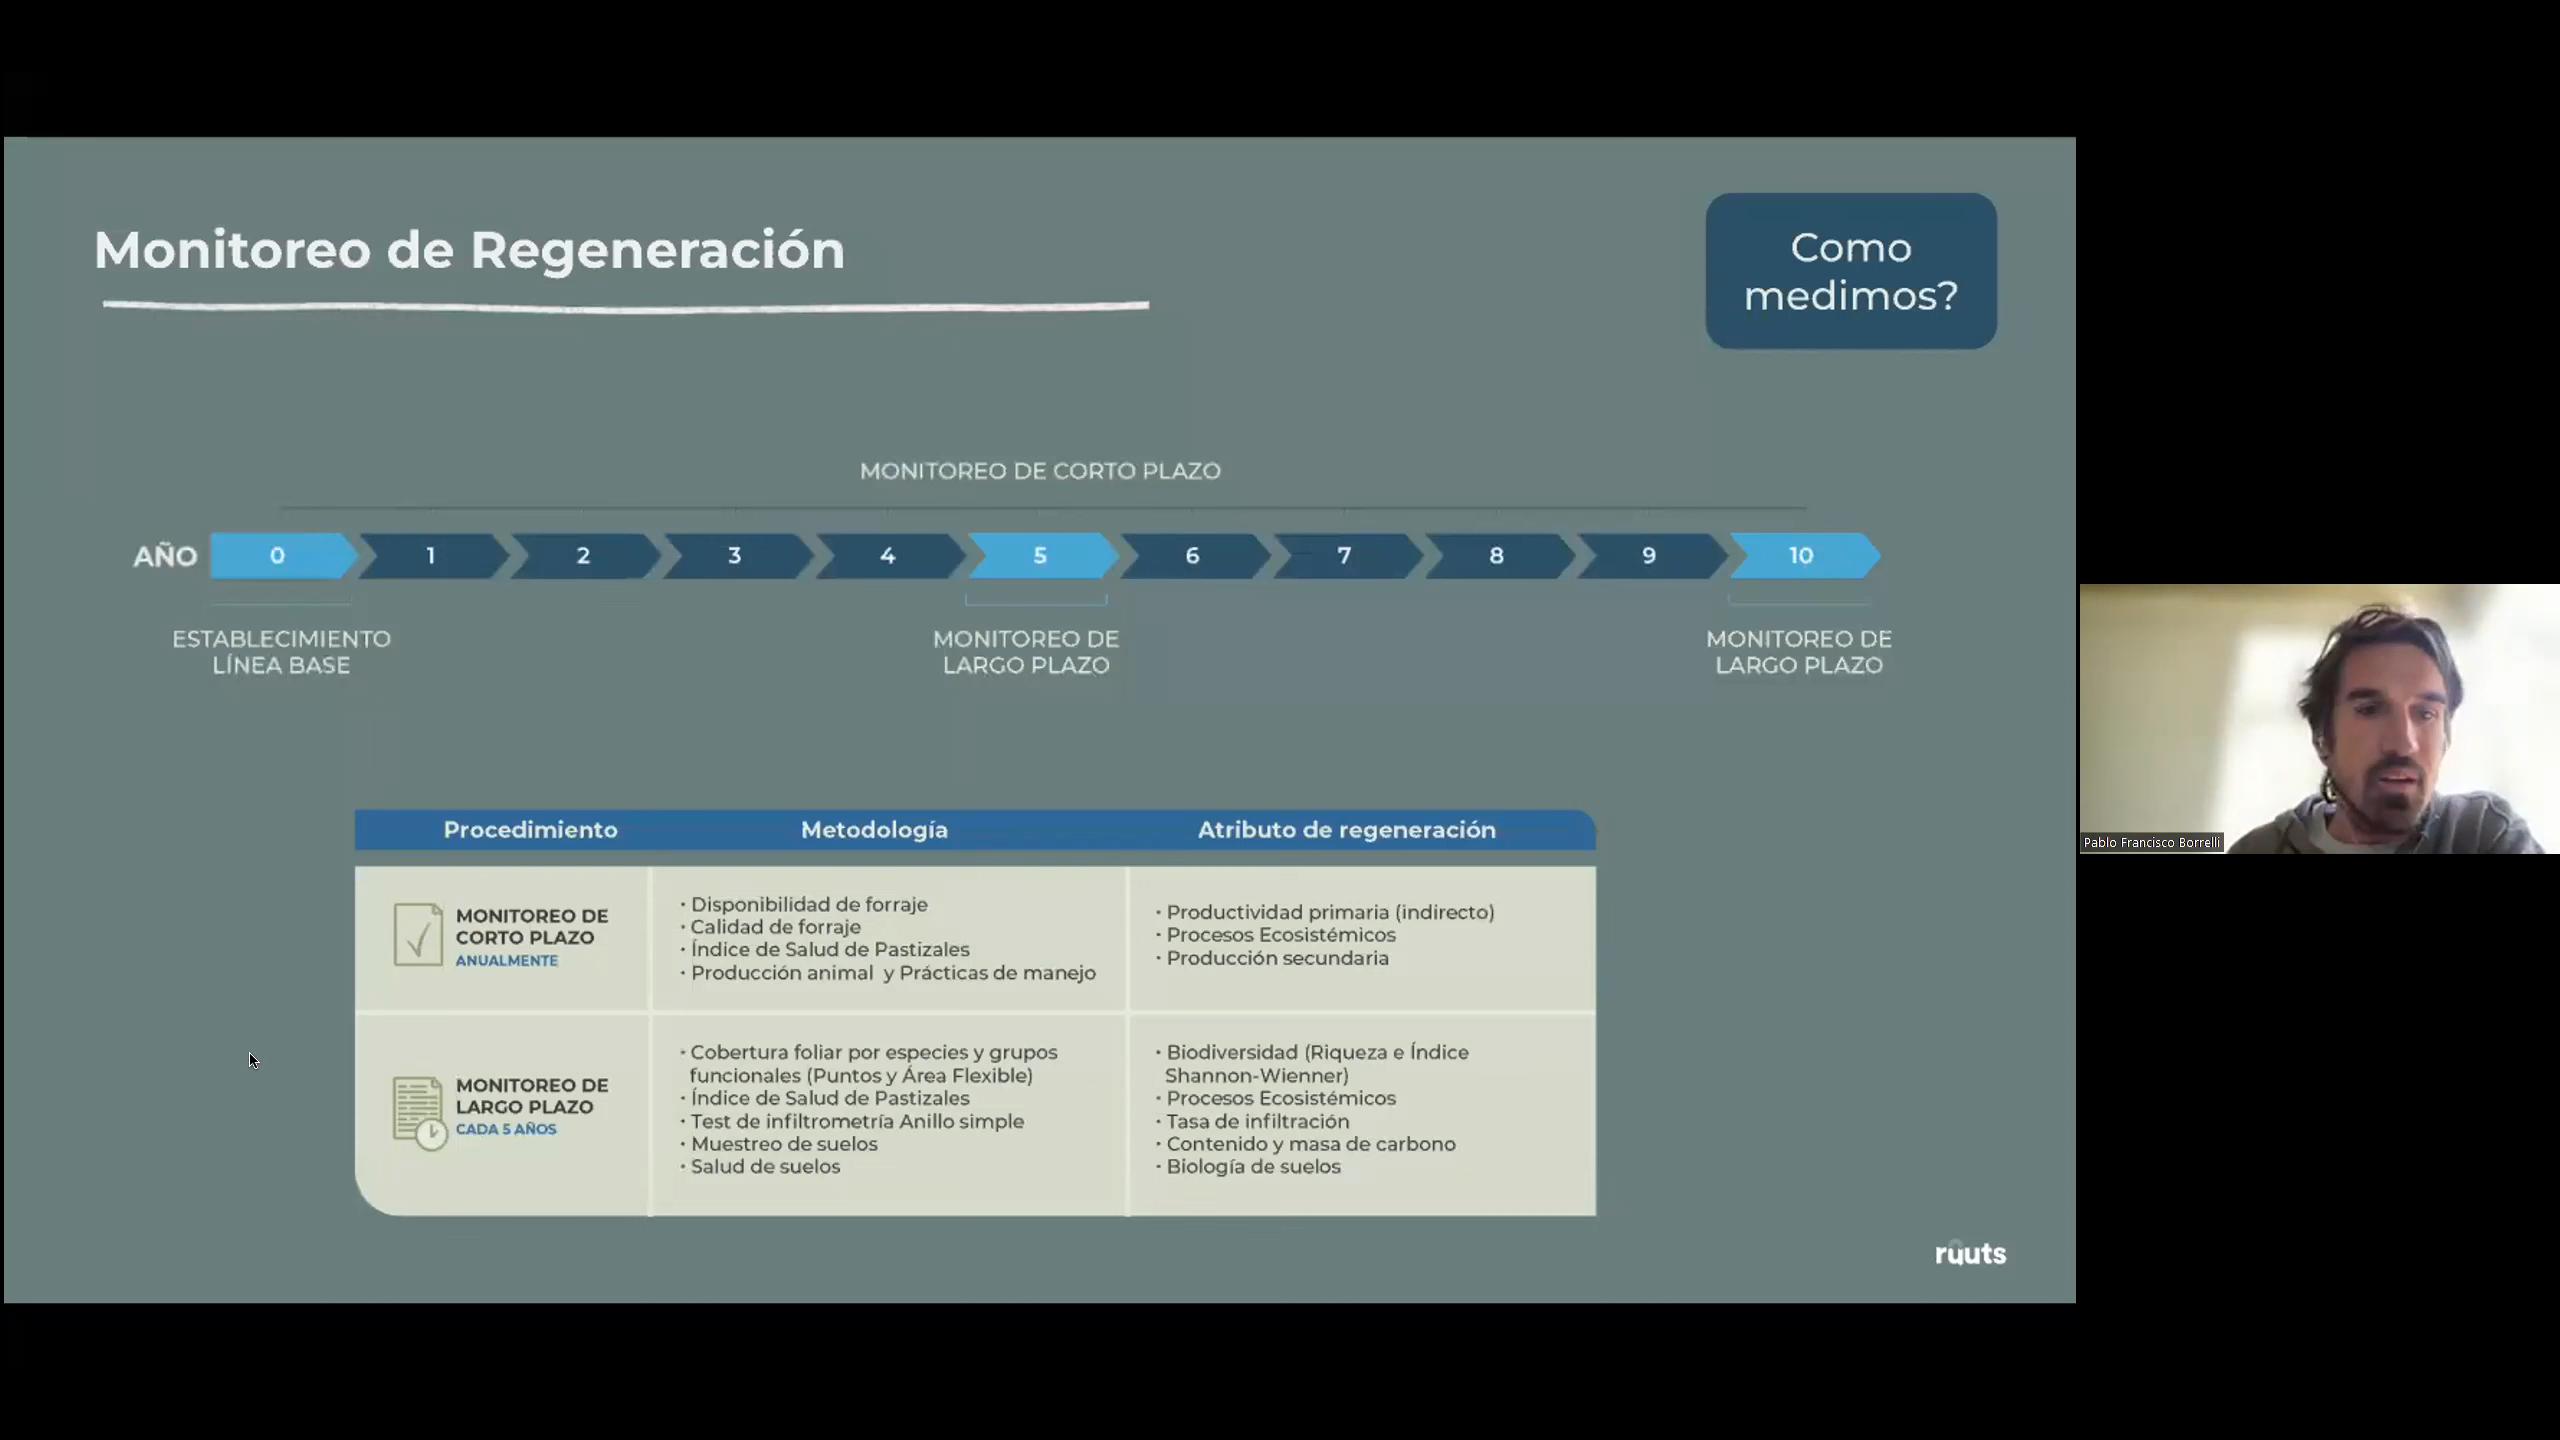 Monitoreo de Regeneración
Como
medimos?
MONITOREO DE CORTO PLAZO
AÑO 0 1 2 3 4 5 6 7 8 9 10
ESTABLECIMIENTO
LÍNEA BASE
MONITOREO DE
LARGO PLAZO
MONITOREO DE
LARGO PLAZO
Procedimiento Metodología Atributo de regeneración
MONITOREO DE
CORTO PLAZO
ANUALMENTE
· Disponibilidad de forraje
· Calidad de forraje
· Índice de Salud de Pastizales
· Producción animal y Prácticas de manejo
· Productividad primaria (indirecto)
· Procesos Ecosistémicos
· Producción secundaria
MONITOREO DE
LARGO PLAZO
CADA 5 AÑOS
· Cobertura foliar por especies y grupos
funcionales (Puntos y Área Flexible)
· Índice de Salud de Pastizales
· Test de infiltrometría Anillo simple
· Muestreo de suelos
· Salud de suelos
· Biodiversidad (Riqueza e Índice
Shannon-Wienner)
· Procesos Ecosistémicos
· Tasa de infiltración
· Contenido y masa de carbono
· Biología de suelos
ruuts
Pablo Francisco Borrelli